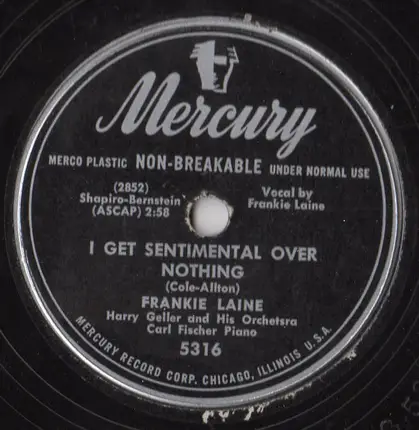 Mercury
MERCO PLASTIC NON-BREAKABLE UNDER NORMAL USE
(2852)
Shapiro-Bernstein
(ASCAP) 2:58
Vocal by
Frankie Laine
I GET SENTIMENTAL OVER
NOTHING
(Cole-Allton)
FRANKIE LAINE
Harry Geller and His Orchetsra
Carl Fischer Piano
5316
MERCURY RECORD CORP. CHICAGO, ILLINOIS U.S.A.